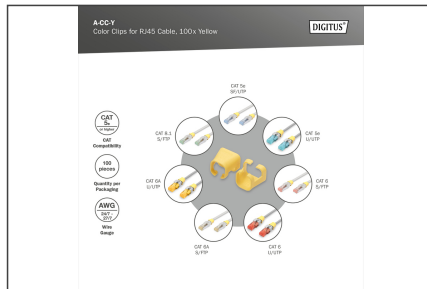 A-CC-Y
Color Clips for RJ45 Cable, 100x Yellow
DIGITUS®
CAT
5e
or higher
CAT
Compatibility
100
pieces
Quantity per
Packaging
AWG
24/7 –
27/7
Wire
Gauge
CAT 5e
SF/UTP
CAT 8.1
S/FTP
CAT 5e
U/UTP
CAT 6A
U/UTP
CAT 6
S/FTP
CAT 6A
S/FTP
CAT 6
U/UTP